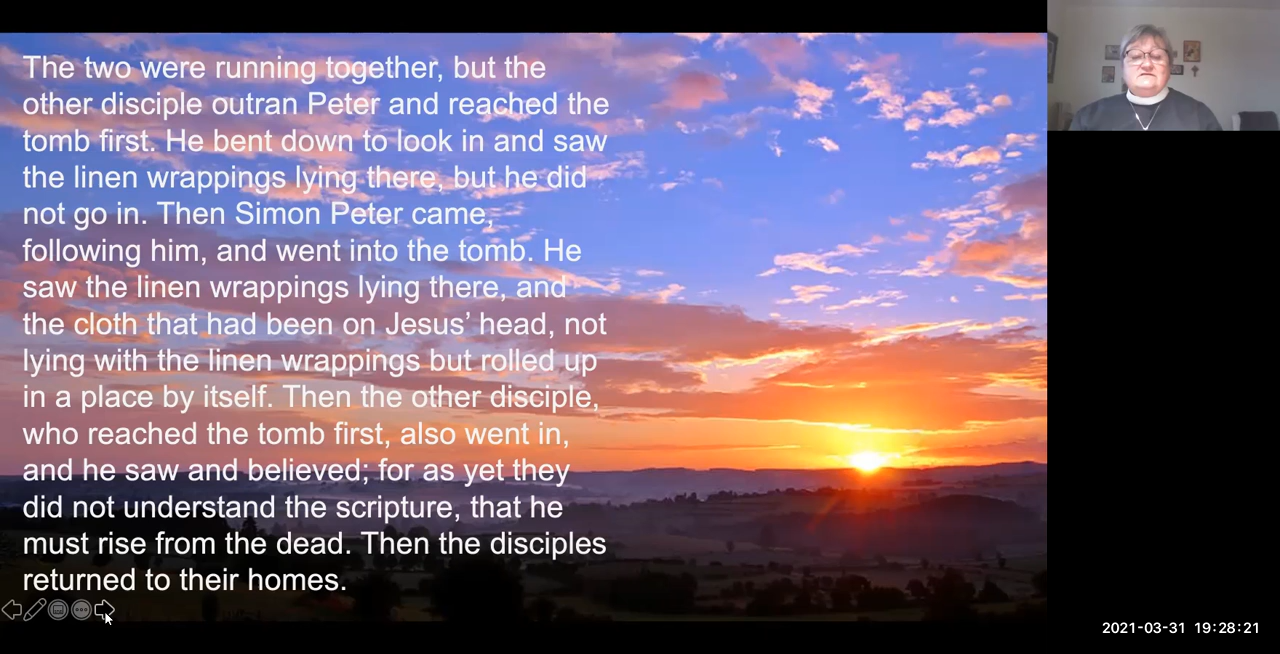 The two were running together, but the
other disciple outran Peter and reached the
tomb first. He bent down to look in and saw
the linen wrappings lying there, but he did
not go in. Then Simon Peter came,
following him, and went into the tomb. He
saw the linen wrappings lying there, and
the cloth that had been on Jesus’ head, not
lying with the linen wrappings but rolled up
in a place by itself. Then the other disciple,
who reached the tomb first, also went in,
and he saw and believed; for as yet they
did not understand the scripture, that he
must rise from the dead. Then the disciples
returned to their homes.
2021-03-31 19:28:21